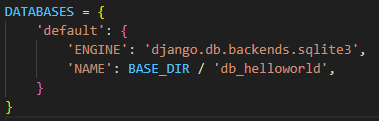 DATABASES = {
    'default': {
        'ENGINE': 'django.db.backends.sqlite3',
        'NAME': BASE_DIR / 'db_helloworld',
    }
}